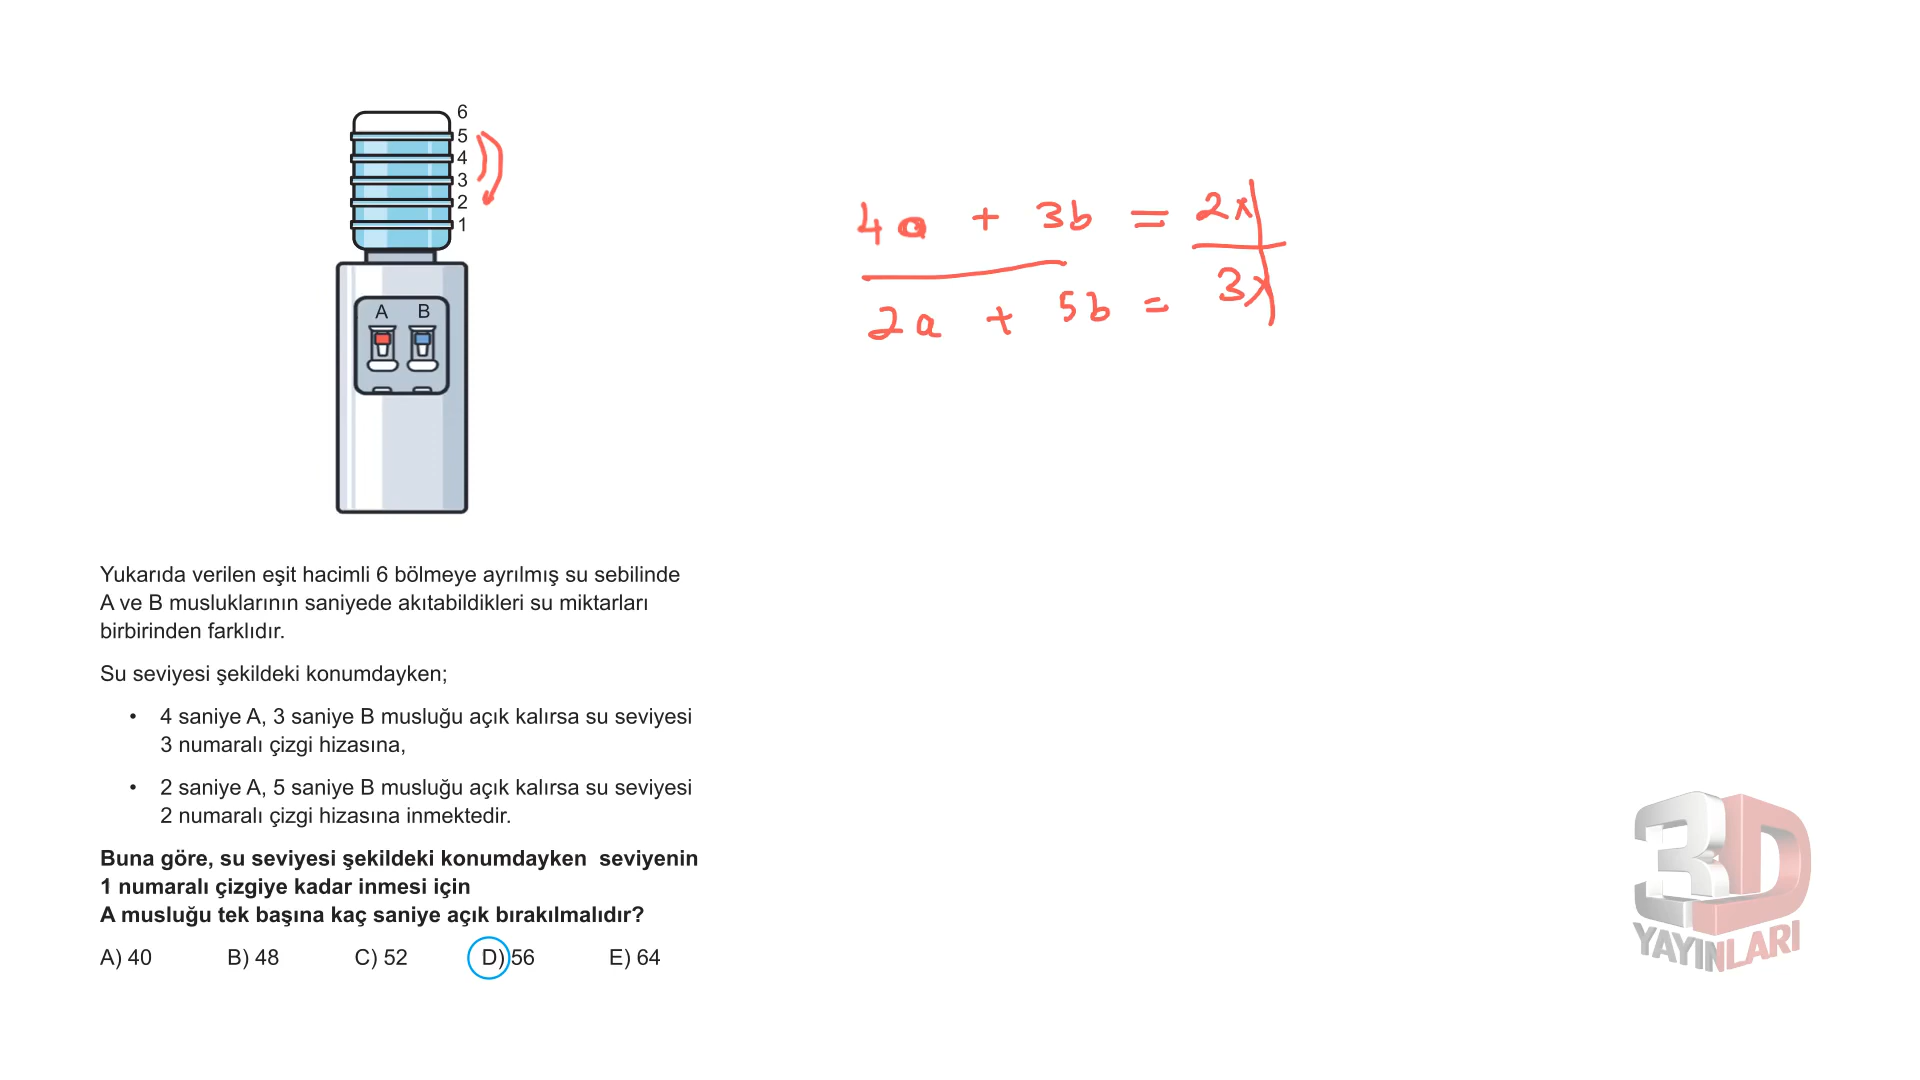 6
5
4
3
2
1
A B
4a + 3b = 2x
2a + 5b = 3x
Yukarıda verilen eşit hacimli 6 bölmeye ayrılmış su sebilinde
A ve B musluklarının saniyede akıtabildikleri su miktarları
birbirinden farklıdır.
Su seviyesi şekildeki konumdayken;
• 4 saniye A, 3 saniye B musluğu açık kalırsa su seviyesi
3 numaralı çizgi hizasına,
• 2 saniye A, 5 saniye B musluğu açık kalırsa su seviyesi
2 numaralı çizgi hizasına inmektedir.
Buna göre, su seviyesi şekildeki konumdayken seviyenin
1 numaralı çizgiye kadar inmesi için
A musluğu tek başına kaç saniye açık bırakılmalıdır?
A) 40 B) 48 C) 52 D) 56 E) 64
3D
YAYINLARI